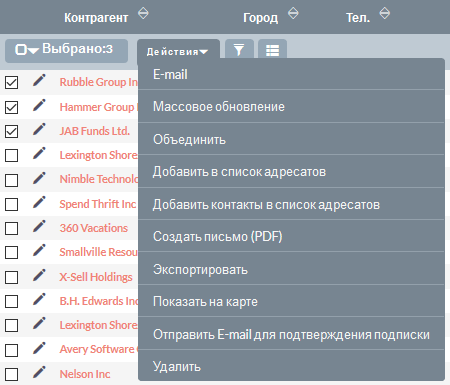 Контрагент Город Тел.
Выбрано:3 Действия
Rubble Group In
Hammer Group I
JAB Funds Ltd.
Lexington Shore
Nimble Technolo
Spend Thrift Inc
360 Vacations
Smallville Resou
X-Sell Holdings
B.H. Edwards Inc
Lexington Shore
Avery Software
Nelson Inc
E-mail
Массовое обновление
Объединить
Добавить в список адресатов
Добавить контакты в список адресатов
Создать письмо (PDF)
Экспортировать
Показать на карте
Отправить E-mail для подтверждения подписки
Удалить